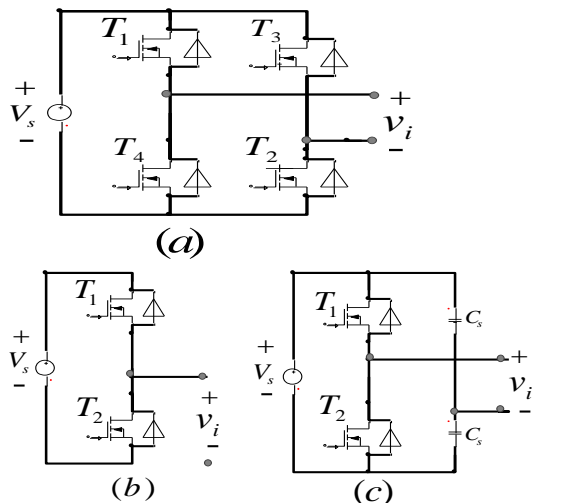 T1 T3
+ +
Vs vi
− −
T4 T2
(a)
T1 T1 Cs
+ + +
Vs Vs vi
− + − −
T2 vi T2 Cs
−
(b) (c)